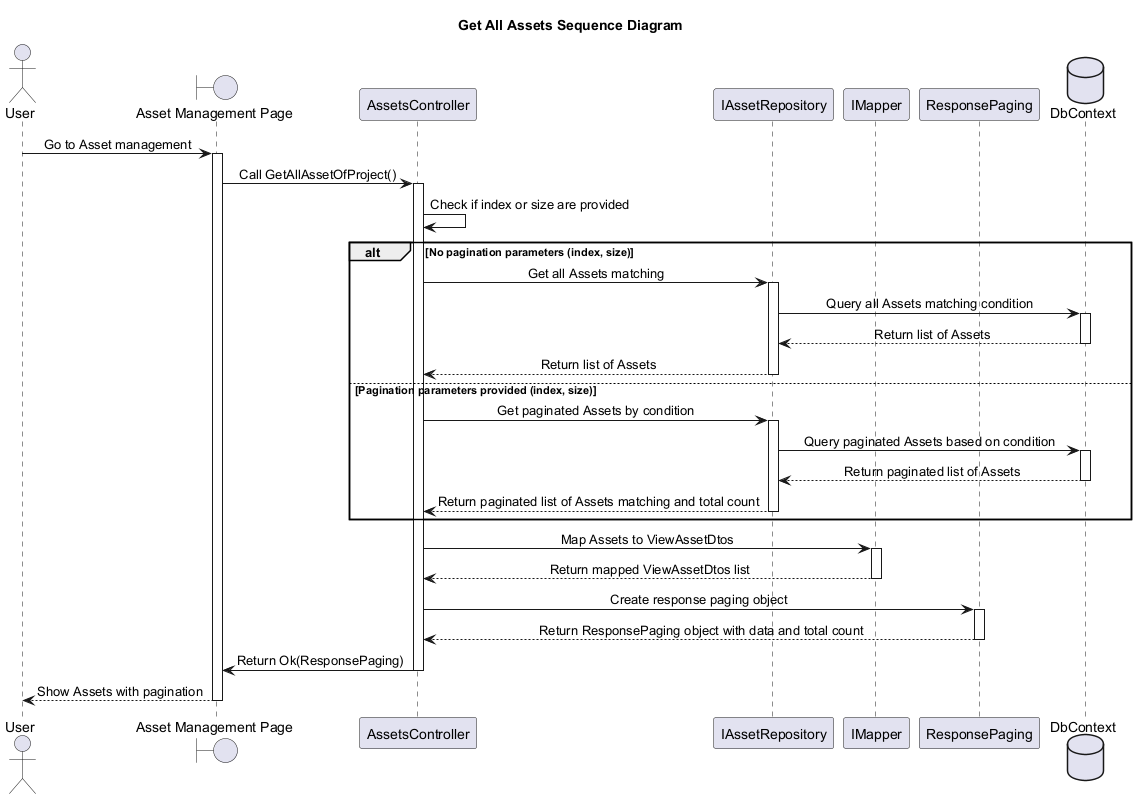 Get All Assets Sequence Diagram
User
Asset Management Page
AssetsController
IAssetRepository
IMapper
ResponsePaging
DbContext
Go to Asset management
Call GetAllAssetOfProject()
Check if index or size are provided
alt
[No pagination parameters (index, size)]
Get all Assets matching
Query all Assets matching condition
Return list of Assets
Return list of Assets
[Pagination parameters provided (index, size)]
Get paginated Assets by condition
Query paginated Assets based on condition
Return paginated list of Assets
Return paginated list of Assets matching and total count
Map Assets to ViewAssetDtos
Return mapped ViewAssetDtos list
Create response paging object
Return ResponsePaging object with data and total count
Return Ok(ResponsePaging)
Show Assets with pagination
User
Asset Management Page
AssetsController
IAssetRepository
IMapper
ResponsePaging
DbContext